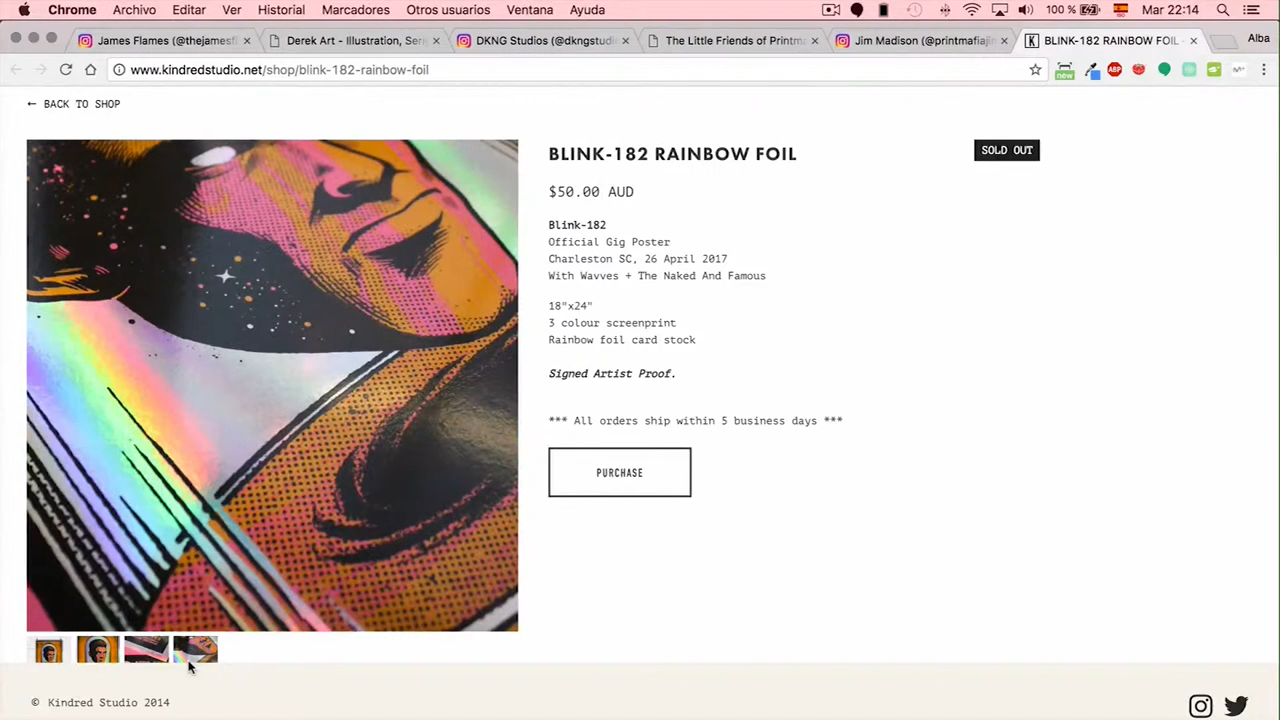 Chrome Archivo Editar Ver Historial Marcadores Otros usuarios Ventana Ayuda 100 % Mar 22:14
James Flames (@thejamesf
Derek Art - Illustration, Seri
DKNG Studios (@dkngstudi
The Little Friends of Printm
Jim Madison (@printmafiaji
BLINK-182 RAINBOW FOIL -
Alba
www.kindredstudio.net/shop/blink-182-rainbow-foil
new
ABP
← BACK TO SHOP
BLINK-182 RAINBOW FOIL
SOLD OUT
$50.00 AUD
Blink-182
Official Gig Poster
Charleston SC, 26 April 2017
With Wavves + The Naked And Famous
18"x24"
3 colour screenprint
Rainbow foil card stock
Signed Artist Proof.
*** All orders ship within 5 business days ***
PURCHASE
© Kindred Studio 2014